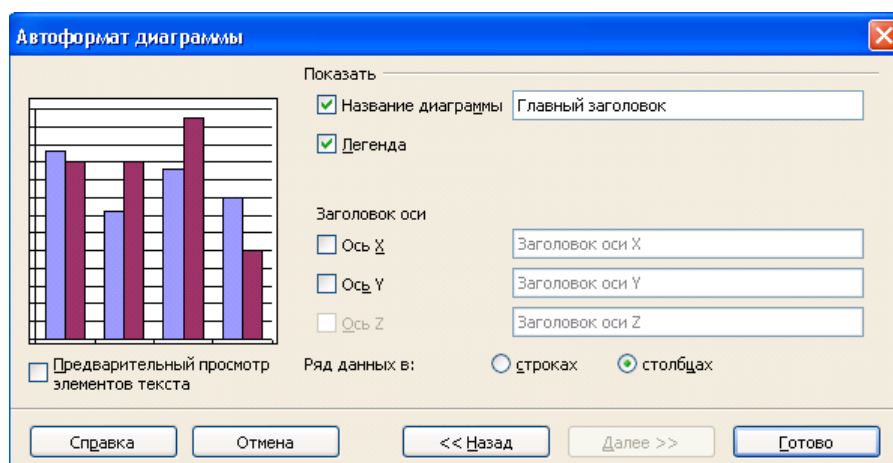 Автоформат диаграммы
Показать
Название диаграммы Главный заголовок
Легенда
Заголовок оси
Ось X Заголовок оси X
Ось Y Заголовок оси Y
Ось Z Заголовок оси Z
Предварительный просмотр
элементов текста
Ряд данных в: строках столбцах
Справка Отмена << Назад Далее >> Готово